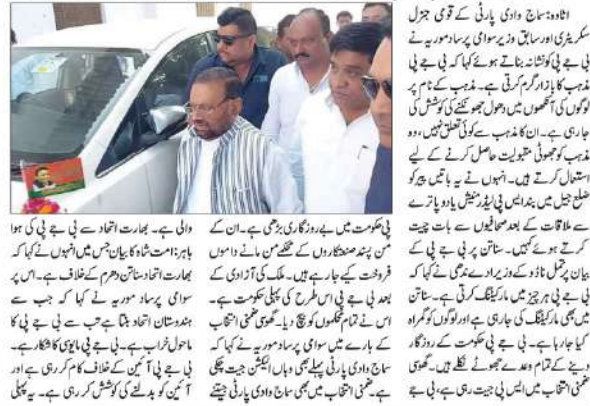 اٹاوہ: سماج وادی پارٹی کے قومی جنرل
سکریٹری اور سابق وزیر سوامی پرساد موریہ نے
بی جے پی کو نشانہ بناتے ہوئے کہا کہ بی جے پی
مذہب کا بازار گرم کرتی ہے۔ مذہب کے نام پر
لوگوں کی آنکھوں میں دھول جھونکنے کی کوشش کی
جا رہی ہے۔ ان کا مذہب سے کوئی تعلق نہیں، وہ
مذہب کو جھوٹی مقبولیت حاصل کرنے کے لیے
استعمال کرتے ہیں۔ انہوں نے یہ باتیں پیر کو
ضلع جیل میں بند ایس پی لیڈر منیش یادو پاترے
سے ملاقات کے بعد صحافیوں سے بات چیت
کرتے ہوئے کہیں۔ سناتن پر بی جے پی کے
بیان پر تمل ناڈو کے وزیر ادے ندھی نے کہا کہ
بی جے پی ہر چیز میں مارکیٹنگ کرتی ہے۔ سناتن
میں بھی مارکیٹنگ کی جا رہی ہے اور لوگوں کو گمراہ
کیا جا رہا ہے۔ بی جے پی حکومت کے روزگار
دینے کے تمام وعدے جھوٹے نکلے ہیں۔ گھوسی
ضمنی انتخاب میں ایس پی جیت رہی ہے، بی جے
پی حکومت میں بے روزگاری بڑھی ہے۔ ان کے
من پسند صنعتکاروں کے محکمے من مانے داموں
فروخت کیے جا رہے ہیں۔ ملک کی آزادی کے
بعد بی جے پی اس طرح کی پہلی حکومت ہے۔
اس نے تمام محکموں کو بیچ دیا۔ گھوسی ضمنی انتخاب
کے بارے میں سوامی پرساد موریہ نے کہا کہ
سماج وادی پارٹی پہلے بھی وہاں الیکشن جیت چکی
ہے۔ ضمنی انتخاب میں بھی سماج وادی پارٹی جیتنے
والی ہے۔ بھارت اتحاد سے بی جے پی کی ہوا
باہر: امت شاہ کا بیان جس میں انہوں نے کہا کہ
بھارت اتحاد سناتن دھرم کے خلاف ہے۔ اس پر
سوامی پرساد موریہ نے کہا کہ جب سے
ہندوستان اتحاد بنا ہے تب سے بی جے پی کا
ماحول خراب ہے۔ بی جے پی مایوسی کا شکار ہے۔
بی جے پی آئین کے خلاف کام کر رہی ہے اور
آئین کو بدلنے کی کوشش کر رہی ہے۔ یہ پہلی